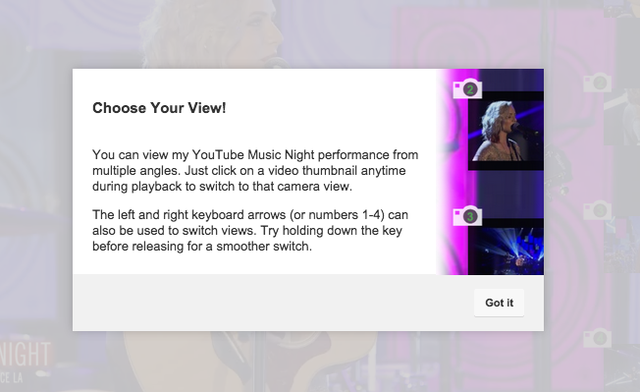 Choose Your View!
2
You can view my YouTube Music Night performance from
multiple angles. Just click on a video thumbnail anytime
during playback to switch to that camera view.
The left and right keyboard arrows (or numbers 1-4) can
3
also be used to switch views. Try holding down the key
before releasing for a smoother switch.
Got it
NIGHT
CE LA